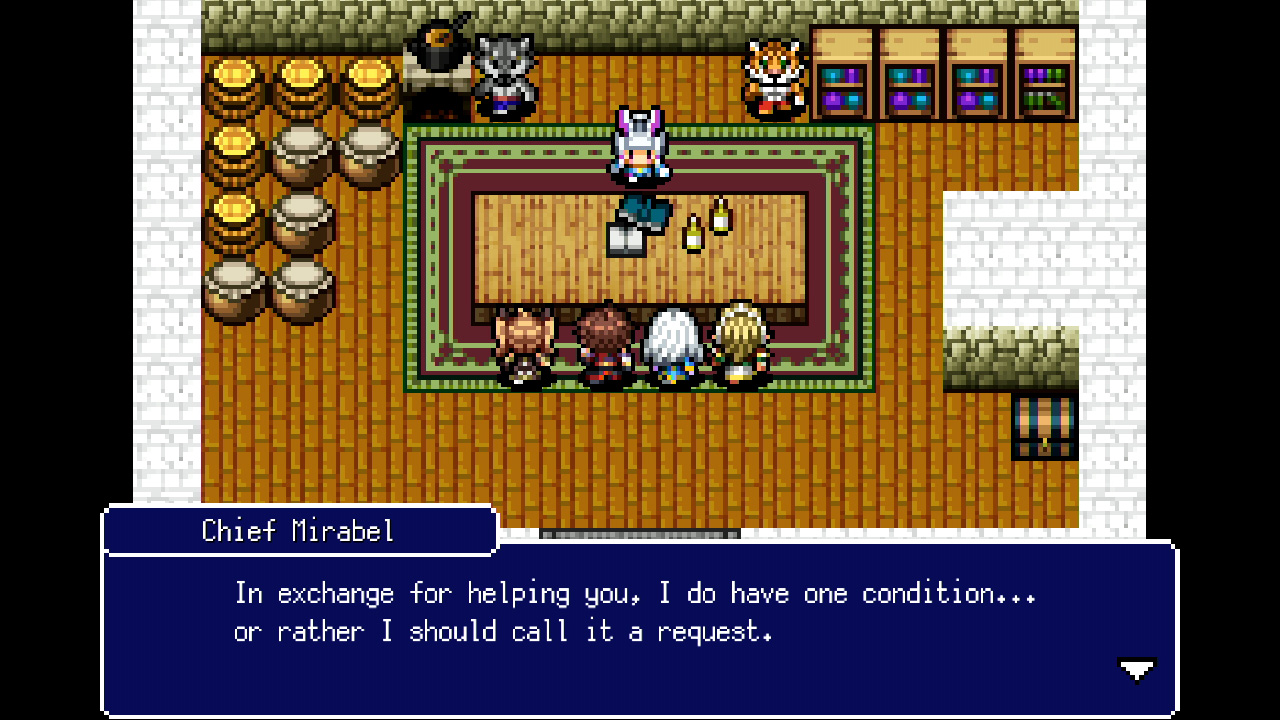 Chief Mirabel
In exchange for helping you, I do have one condition...
or rather I should call it a request.